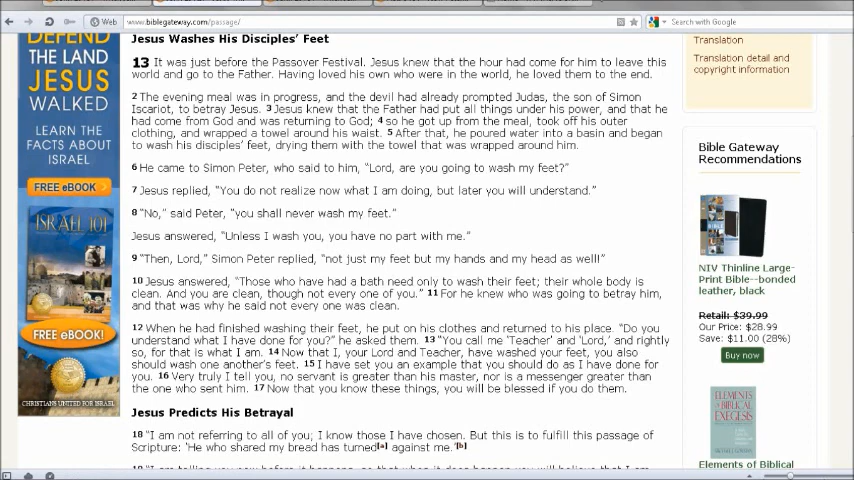 Web
www.biblegateway.com/passage/
Search with Google
DEFEND
THE LAND
JESUS
WALKED
LEARN THE
FACTS ABOUT
ISRAEL
FREE eBOOK
ISRAEL 101
FREE eBOOK!
CHRISTIANS UNITED FOR ISRAEL
Jesus Washes His Disciples’ Feet
13 It was just before the Passover Festival. Jesus knew that the hour had come for him to leave this
world and go to the Father. Having loved his own who were in the world, he loved them to the end.
2 The evening meal was in progress, and the devil had already prompted Judas, the son of Simon
Iscariot, to betray Jesus. 3 Jesus knew that the Father had put all things under his power, and that he
had come from God and was returning to God; 4 so he got up from the meal, took off his outer
clothing, and wrapped a towel around his waist. 5 After that, he poured water into a basin and began
to wash his disciples’ feet, drying them with the towel that was wrapped around him.
6 He came to Simon Peter, who said to him, “Lord, are you going to wash my feet?”
7 Jesus replied, “You do not realize now what I am doing, but later you will understand.”
8 “No,” said Peter, “you shall never wash my feet.”
Jesus answered, “Unless I wash you, you have no part with me.”
9 “Then, Lord,” Simon Peter replied, “not just my feet but my hands and my head as well!”
10 Jesus answered, “Those who have had a bath need only to wash their feet; their whole body is
clean. And you are clean, though not every one of you.” 11 For he knew who was going to betray him,
and that was why he said not every one was clean.
12 When he had finished washing their feet, he put on his clothes and returned to his place. “Do you
understand what I have done for you?” he asked them. 13 “You call me ‘Teacher’ and ‘Lord,’ and rightly
so, for that is what I am. 14 Now that I, your Lord and Teacher, have washed your feet, you also
should wash one another’s feet. 15 I have set you an example that you should do as I have done for
you. 16 Very truly I tell you, no servant is greater than his master, nor is a messenger greater than
the one who sent him. 17 Now that you know these things, you will be blessed if you do them.
Jesus Predicts His Betrayal
18 “I am not referring to all of you; I know those I have chosen. But this is to fulfill this passage of
Scripture: ‘He who shared my bread has turned[a] against me.’[b]
Translation
Translation detail and
copyright information
Bible Gateway
Recommendations
NIV Thinline Large-
Print Bible--bonded
leather, black
Retail: $39.99
Our Price: $28.99
Save: $11.00 (28%)
Buy now
ELEMENTS OF
BIBLICAL
EXEGESIS
Elements of Biblical